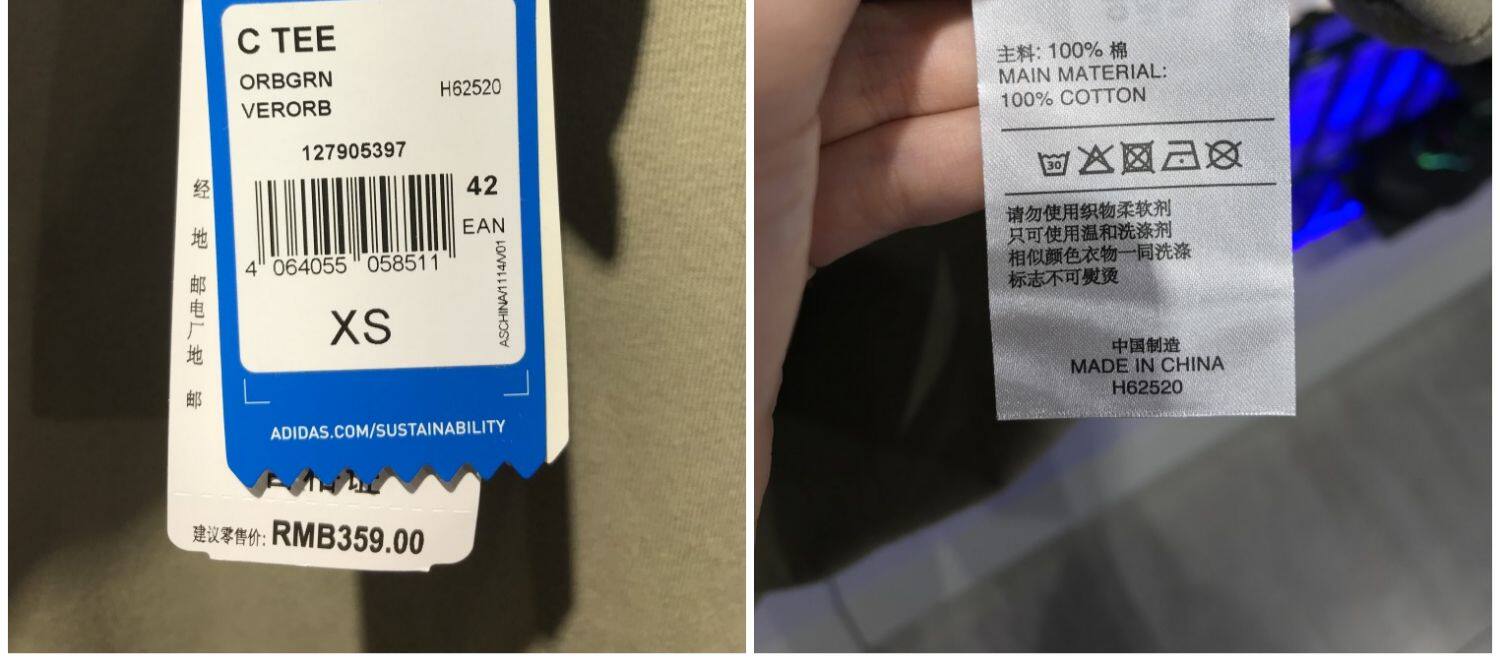 C TEE
ORBGRN
VERORB
H62520
127905397
42
EAN
4 064055 058511
XS
ASCHINA/1114/V01
ADIDAS.COM/SUSTAINABILITY
经
地
邮
电
厂
地
邮
建议零售价: RMB359.00
主料: 100% 棉
MAIN MATERIAL:
100% COTTON
30
请勿使用织物柔软剂
只可使用温和洗涤剂
相似颜色衣物一同洗涤
标志不可熨烫
中国制造
MADE IN CHINA
H62520